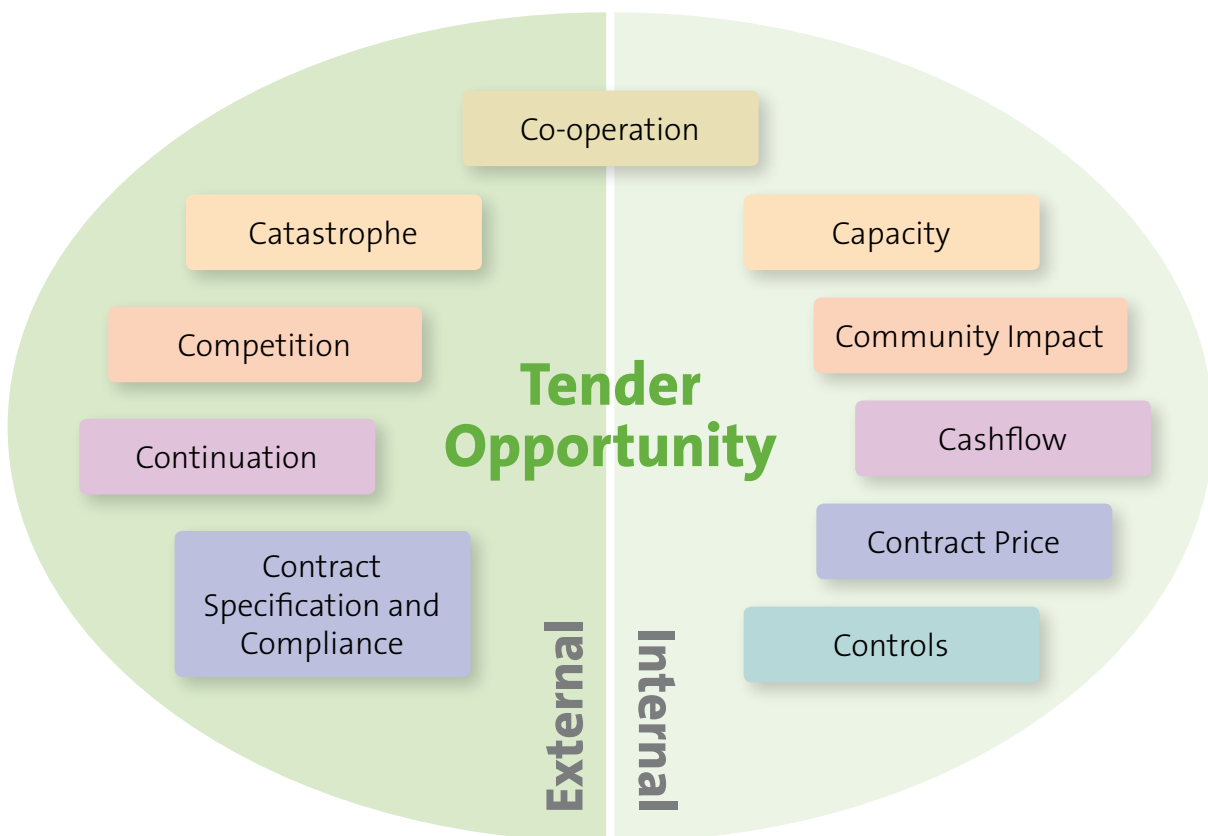 Co-operation
Catastrophe
Competition
Continuation
Contract
Specification and
Compliance
Tender
Opportunity
External
Internal
Capacity
Community Impact
Cashflow
Contract Price
Controls